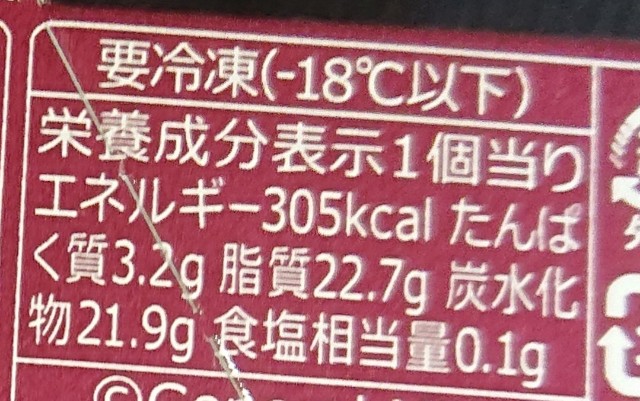 要冷凍(-18℃以下)
栄養成分表示1個当り
エネルギー305kcal たんぱ
く質3.2g 脂質22.7g 炭水化
物21.9g 食塩相当量0.1g